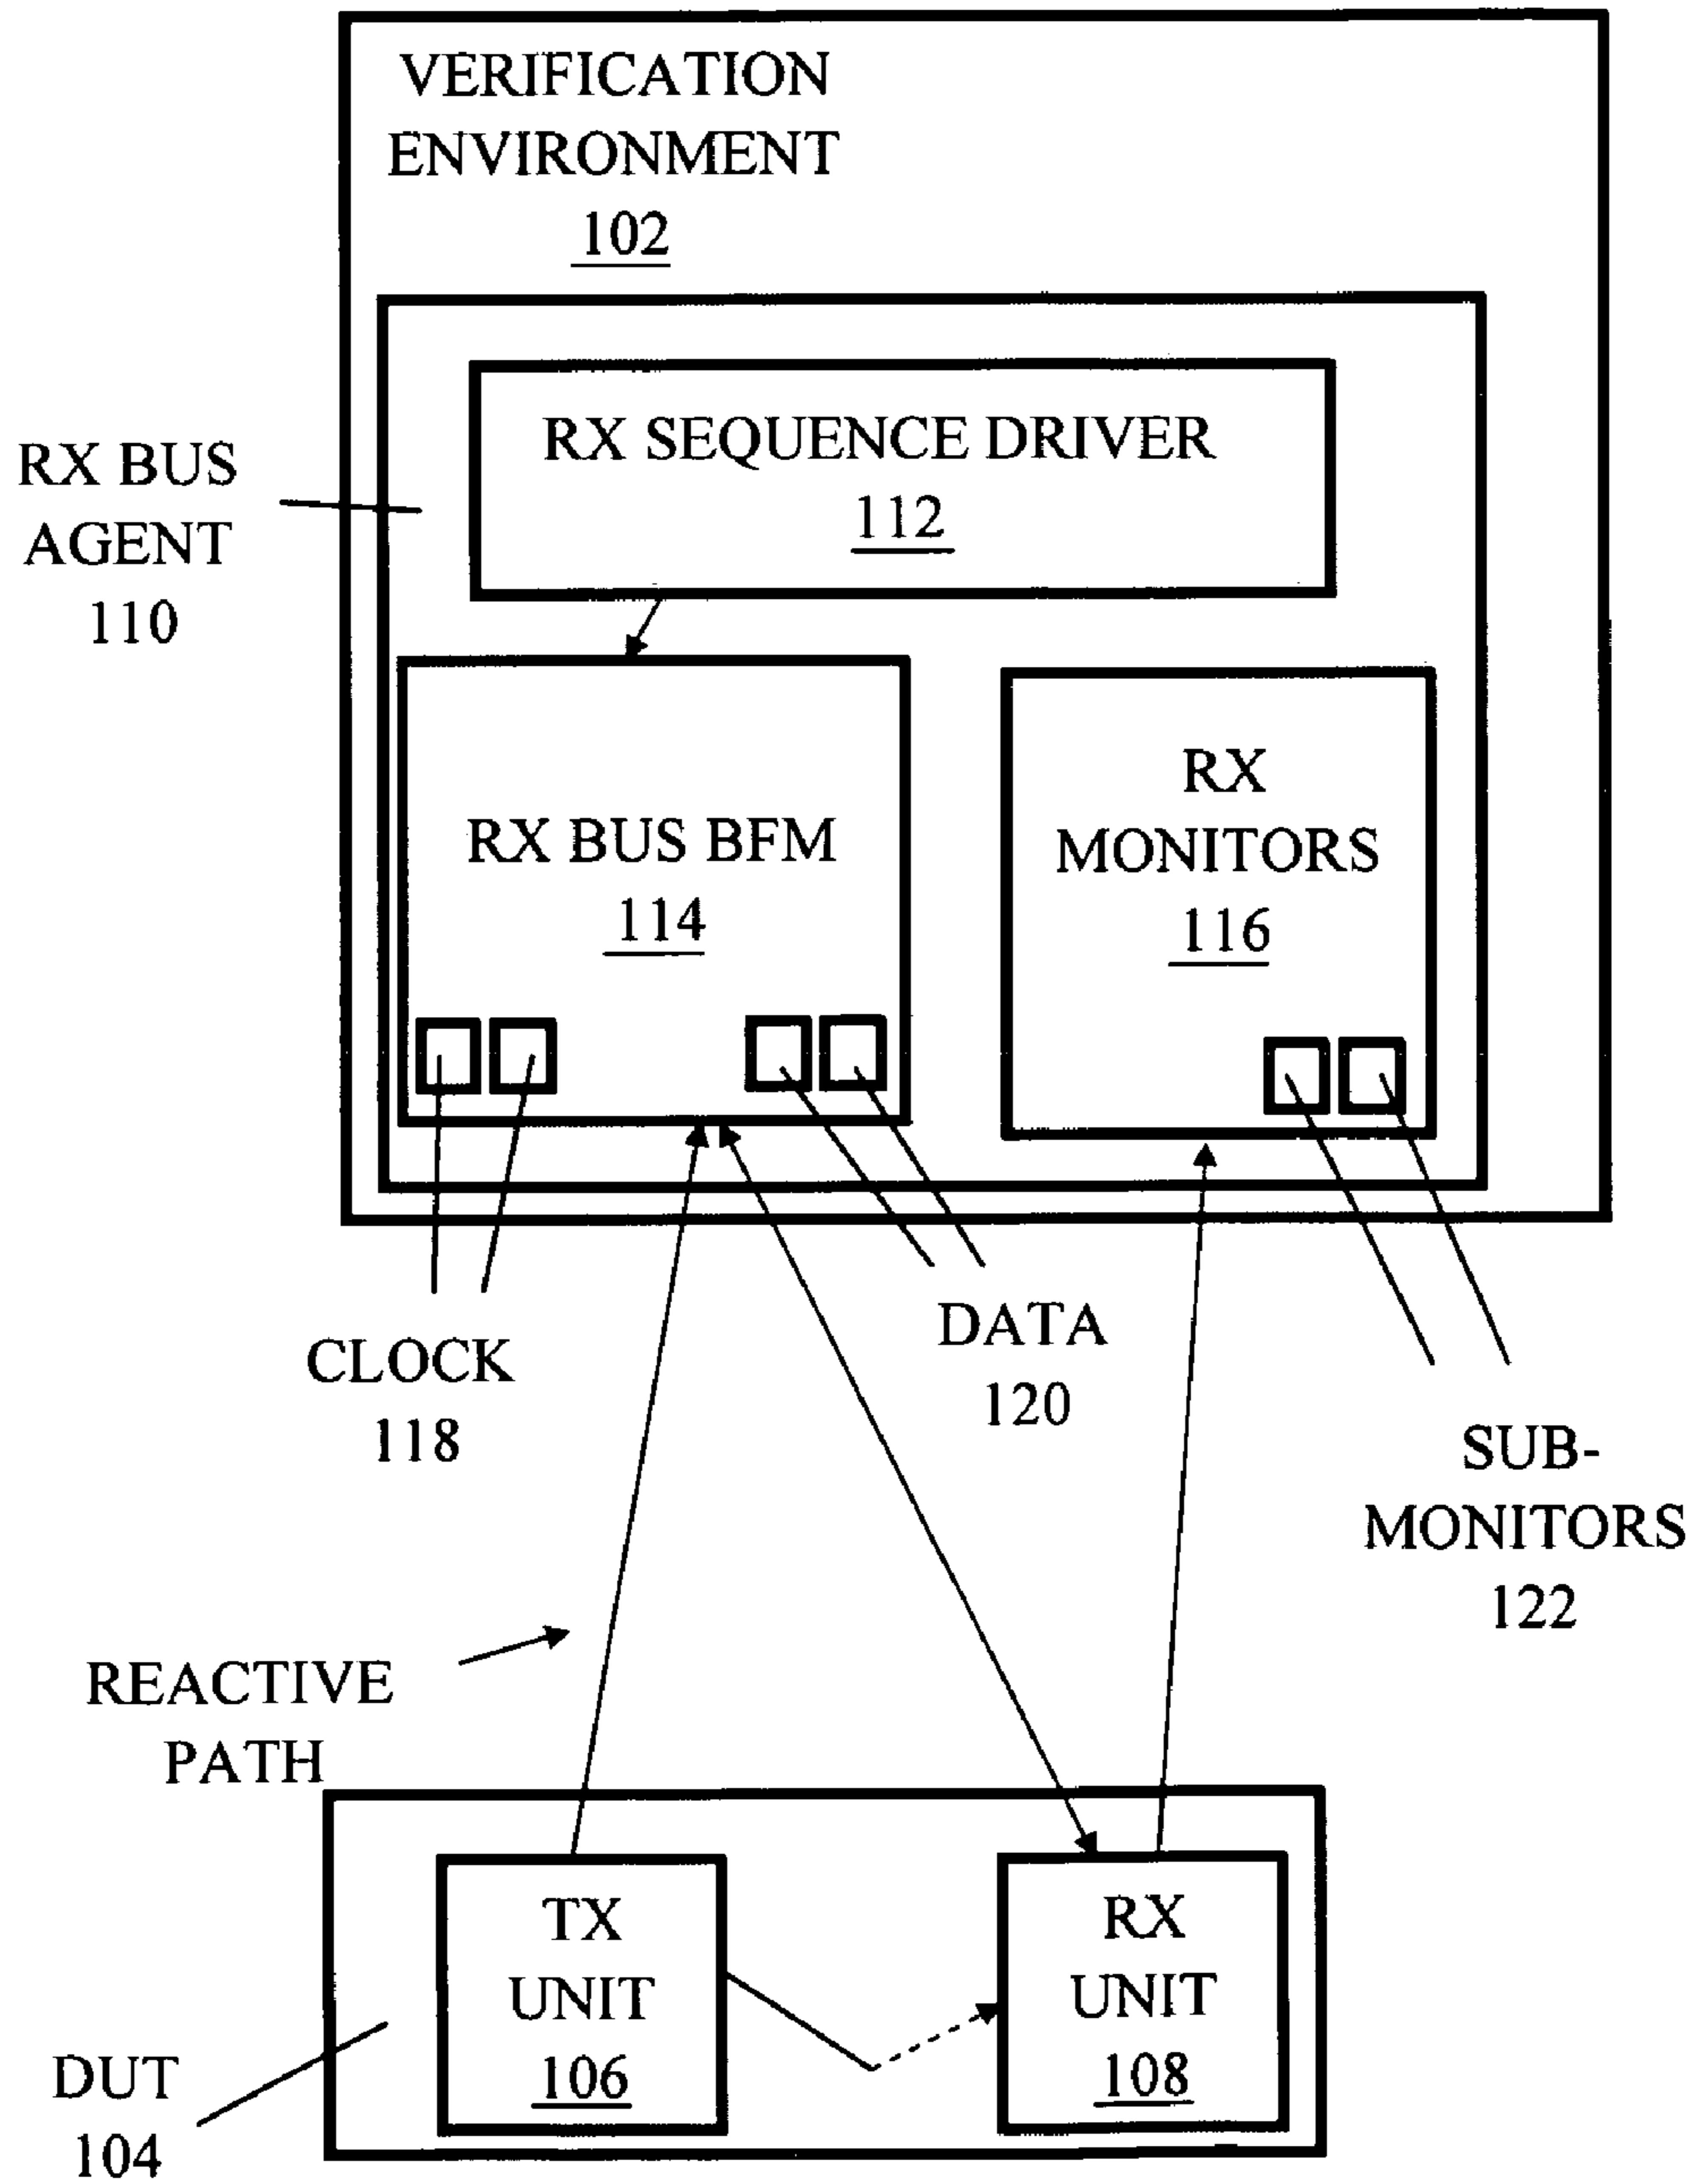 VERIFICATION
ENVIRONMENT
102
RX SEQUENCE DRIVER
112
RX BUS
AGENT
110
RX BUS BFM
114
RX
MONITORS
116
CLOCK
118
DATA
120
SUB-
MONITORS
122
REACTIVE
PATH
TX
UNIT
106
RX
UNIT
108
DUT
104